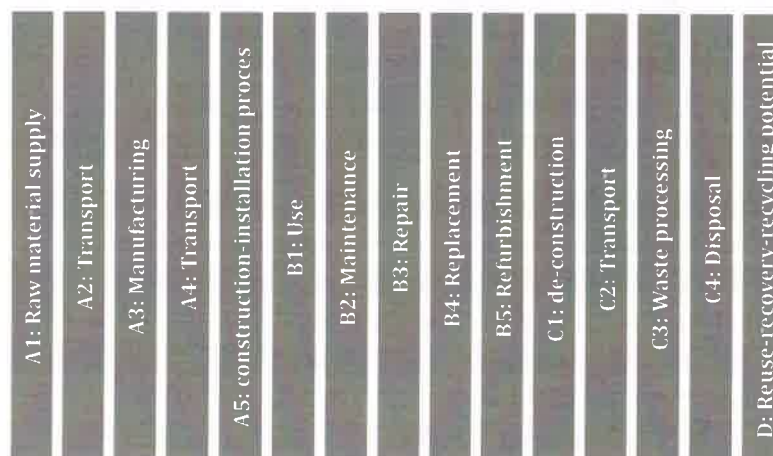 A1: Raw material supply
A2: Transport
A3: Manufacturing
A4: Transport
A5: construction-installation proces
B1: Use
B2: Maintenance
B3: Repair
B4: Replacement
B5: Refurbishment
C1: de-construction
C2: Transport
C3: Waste processing
C4: Disposal
D: Reuse-recovery-recycling potential